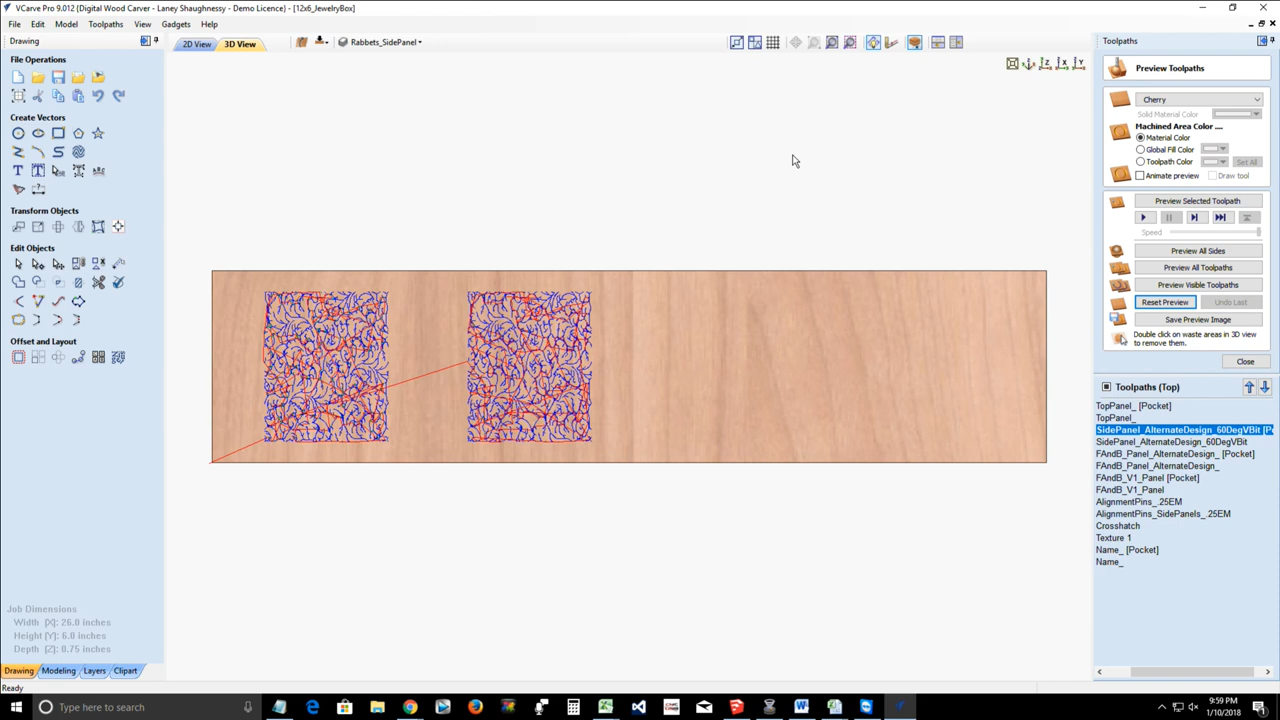 VCarve Pro 9.012 {Digital Wood Carver - Laney Shaughnessy - Demo Licence} - [12x6_JewelryBox]
File Edit Model Toolpaths View Gadgets Help
Drawing
2D View 3D View Rabbets_SidePanel
File Operations
Create Vectors
Transform Objects
Edit Objects
Offset and Layout
Job Dimensions
Width (X): 26.0 inches
Height (Y): 6.0 inches
Depth (Z): 0.75 inches
Drawing Modeling Layers Clipart
Ready
Z X Y
Toolpaths
Preview Toolpaths
Cherry
Solid Material Color
Machined Area Color ....
Material Color
Global Fill Color
Toolpath Color Set All
Animate preview Draw tool
Preview Selected Toolpath
Speed
Preview All Sides
Preview All Toolpaths
Preview Visible Toolpaths
Reset Preview Undo Last
Save Preview Image
Double click on waste areas in 3D view
to remove them.
Close
Toolpaths (Top)
TopPanel_ [Pocket]
TopPanel_
SidePanel_AlternateDesign_60DegVBit [Po
SidePanel_AlternateDesign_60DegVBit
FAndB_Panel_AlternateDesign_ [Pocket]
FAndB_Panel_AlternateDesign_
FAndB_V1_Panel [Pocket]
FAndB_V1_Panel
AlignmentPins_.25EM
AlignmentPins_SidePanels_.25EM
Crosshatch
Texture 1
Name_ [Pocket]
Name_
Type here to search
9:59 PM
1/10/2018